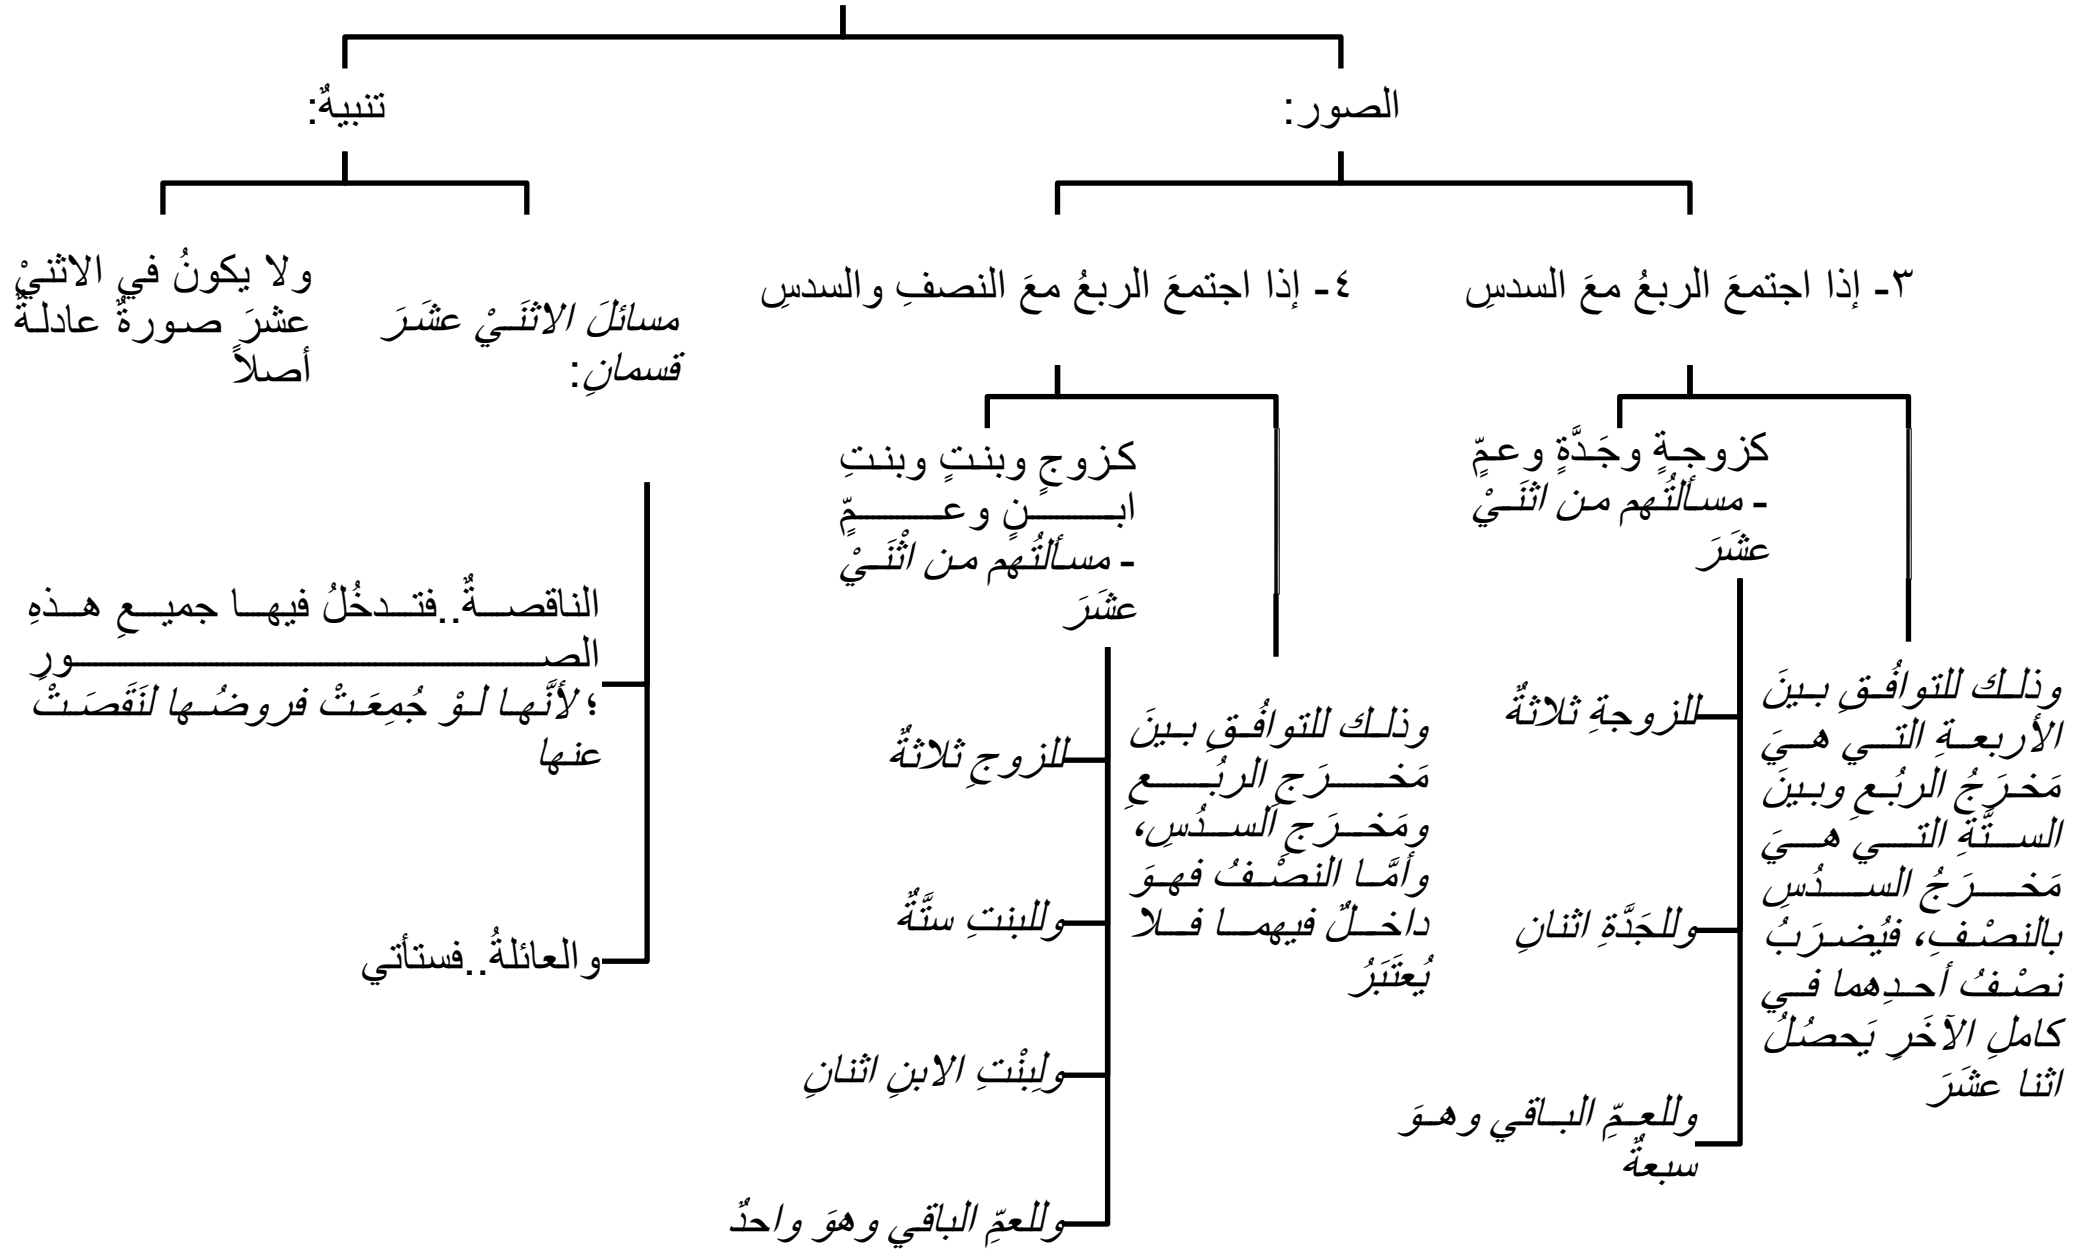 الصور:
٣- إذا اجتمعَ الربعُ معَ السدسِ
وذلك للتوافُقِ بينَ
الأربعةِ التي هيَ
مَخرَجُ الربُعِ وبينَ
الستَّةِ التي هيَ
مَخرَجُ السدُسِ
بالنصْفِ، فيُضرَبُ
نصْفُ أحدِهما في
كاملِ الآخَرِ يَحصُلُ
اثنا عشَرَ
كزوجةٍ وجَدَّةٍ وعمٍّ
- مسألتُهم من اثنَيْ
عشَرَ
للزوجةِ ثلاثةٌ
وللجَدَّةِ اثنانِ
وللعمِّ الباقي وهوَ
سبعةٌ
٤- إذا اجتمعَ الربعُ معَ النصفِ والسدسِ
وذلك للتوافُقِ بينَ
مَخرَجِ الربُعِ
ومَخرَجِ السدُسِ،
وأمَّا النصْفُ فهوَ
داخلٌ فيهما فلا
يُعتَبَرُ
كزوجٍ وبنتٍ وبنتِ
ابنٍ وعمٍّ
- مسألتُهم من اثْنَيْ
عشَرَ
للزوجِ ثلاثةٌ
وللبنتِ ستَّةٌ
ولِبنْتِ الابنِ اثنانِ
وللعمِّ الباقي وهوَ واحدٌ
تنبيهٌ:
مسائلَ الاثنَيْ عشَرَ
قسمانِ:
الناقصةٌ..فتدخُلُ فيها جميعِ هذهِ
الصورِ
؛ لأنَّها لوْ جُمِعَتْ فروضُها لنَقَصَتْ
عنها
والعائلةُ..فستأتي
ولا يكونُ في الاثنيْ
عشرَ صورةٌ عادلةٌ
أصلاً